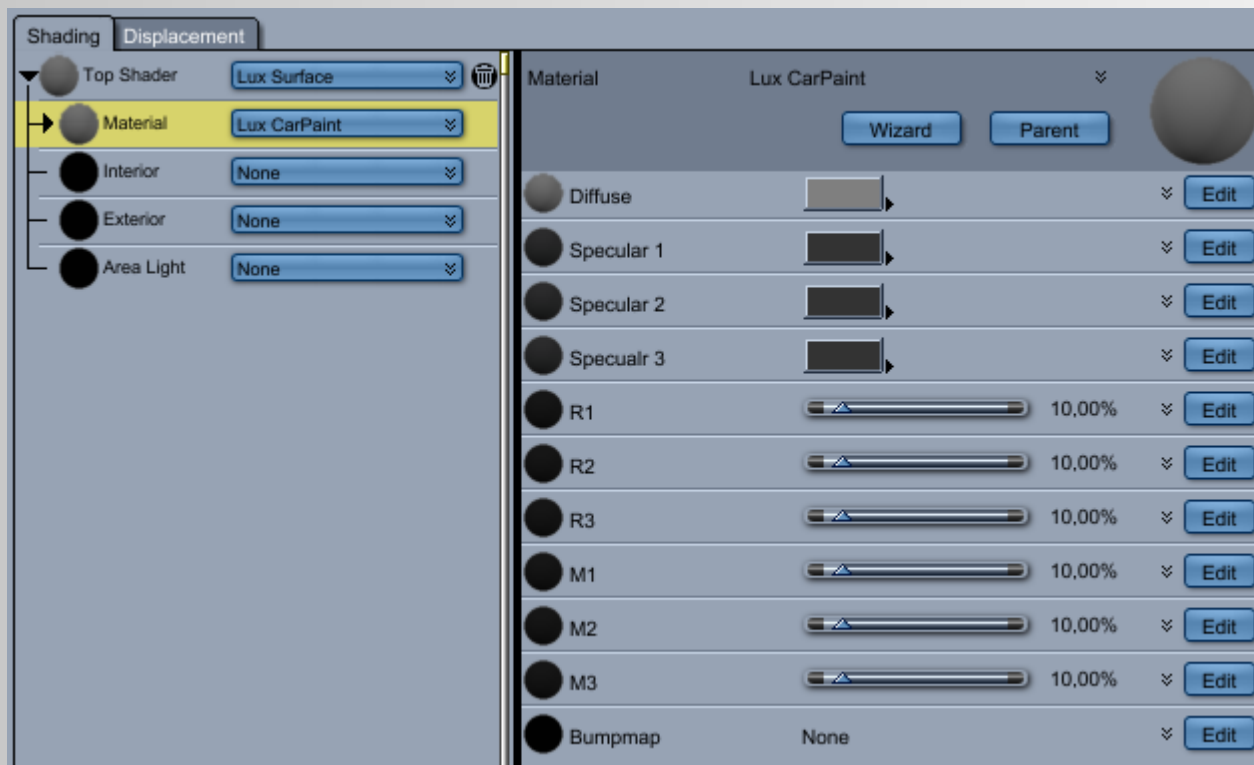 Shading Displacement
Top Shader Lux Surface
Material Lux CarPaint
Interior None
Exterior None
Area Light None
Material Lux CarPaint
Wizard Parent
Diffuse Edit
Specular 1 Edit
Specular 2 Edit
Specualr 3 Edit
R1 10,00% Edit
R2 10,00% Edit
R3 10,00% Edit
M1 10,00% Edit
M2 10,00% Edit
M3 10,00% Edit
Bumpmap None Edit